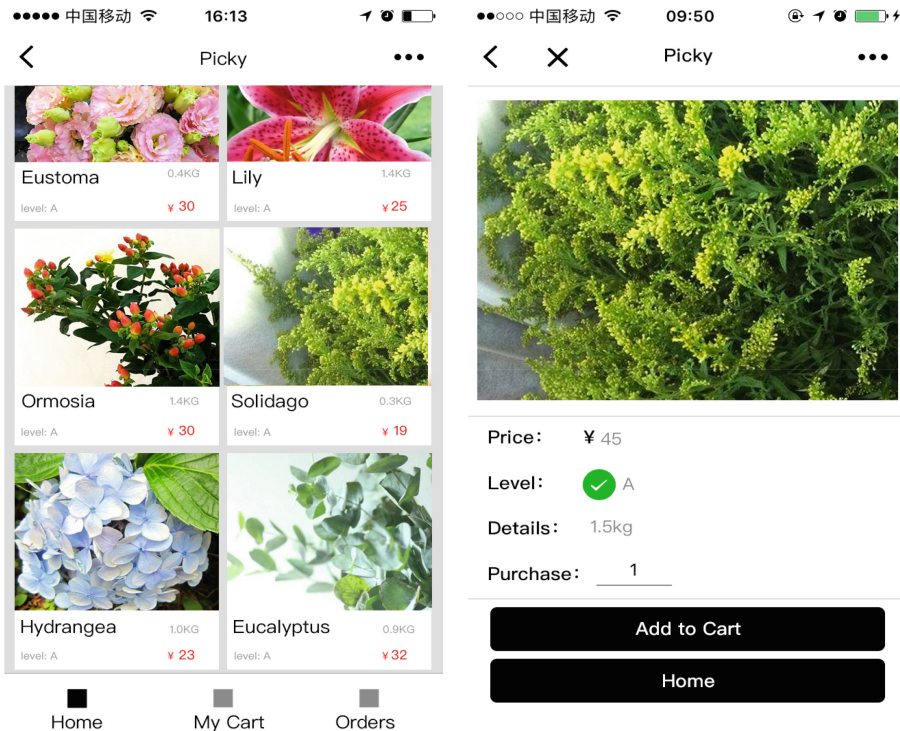 中国移动 16:13
Picky
Eustoma 0.4KG
level: A ¥ 30
Lily 1.4KG
level: A ¥ 25
Ormosia 1.4KG
level: A ¥ 30
Solidago 0.3KG
level: A ¥ 19
Hydrangea 1.0KG
level: A ¥ 23
Eucalyptus 0.9KG
level: A ¥ 32
Home My Cart Orders
中国移动 09:50
Picky
Price: ¥ 45
Level: A
Details: 1.5kg
Purchase: 1
Add to Cart
Home